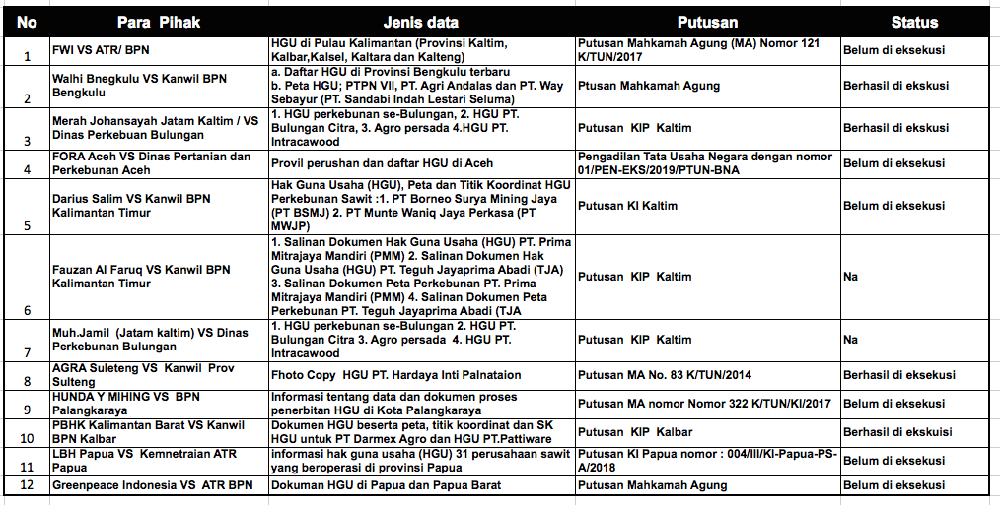 No Para Pihak Jenis data Putusan Status
1 FWI VS ATR/ BPN HGU di Pulau Kalimantan (Provinsi Kaltim,
Kalbar,Kalsel, Kaltara dan Kalteng) Putusan Mahkamah Agung (MA) Nomor 121
K/TUN/2017 Belum di eksekusi
2 Walhi Bnegkulu VS Kanwil BPN
Bengkulu a. Daftar HGU di Provinsi Bengkulu terbaru
b. Peta HGU; PTPN VII, PT. Agri Andalas dan PT. Way
Sebayur (PT. Sandabi Indah Lestari Seluma) Ptusan Mahkamah Agung Berhasil di ekskusi
3 Merah Johansayah Jatam Kaltim / VS
Dinas Perkebuan Bulungan 1. HGU perkebunan se-Bulungan, 2. HGU PT.
Bulungan Citra, 3. Agro persada 4.HGU PT.
Intracawood Putusan KIP Kaltim Berhasil di ekskusi
4 FORA Aceh VS Dinas Pertanian dan
Perkebunan Aceh Provil perushan dan daftar HGU di Aceh Pengadilan Tata Usaha Negara dengan nomor
01/PEN-EKS/2019/PTUN-BNA Belum di eksekusi
5 Darius Salim VS Kanwil BPN
Kalimantan Timur Hak Guna Usaha (HGU), Peta dan Titik Koordinat HGU
Perkebunan Sawit :1. PT Borneo Surya Mining Jaya
(PT BSMJ) 2. PT Munte Waniq Jaya Perkasa (PT
MWJP) Putusan KI Kaltim Belum di eksekusi
6 Fauzan Al Faruq VS Kanwil BPN
Kalimantan Timur 1. Salinan Dokumen Hak Guna Usaha (HGU) PT. Prima
Mitrajaya Mandiri (PMM) 2. Salinan Dokumen Hak
Guna Usaha (HGU) PT. Teguh Jayaprima Abadi (TJA)
3. Salinan Dokumen Peta Perkebunan PT. Prima
Mitrajaya Mandiri (PMM) 4. Salinan Dokumen Peta
Perkebunan PT. Teguh Jayaprima Abadi (TJA Putusan KIP Kaltim Na
7 Muh.Jamil (Jatam kaltim) VS Dinas
Perkebunan Bulungan 1. HGU perkebunan se-Bulungan 2. HGU PT.
Bulungan Citra 3. Agro persada 4. HGU PT.
Intracawood Putusan KIP Kaltim Na
8 AGRA Suleteng VS Kanwil Prov
Sulteng Fhoto Copy HGU PT. Hardaya Inti Palnataion Putusan MA No. 83 K/TUN/2014 Berhasil di eksekusi
9 HUNDA Y MIHING VS BPN
Palangkaraya Informasi tentang data dan dokumen proses
penerbitan HGU di Kota Palangkaraya Putusan MA nomor Nomor 322 K/TUN/KI/2017 Belum di eksekusi
10 PBHK Kalimantan Barat VS Kanwil
BPN Kalbar Dokumen HGU beserta peta, titik koordinat dan SK
HGU untuk PT Darmex Agro dan HGU PT.Pattiware Putusan KIP Kalbar Berhasil di ekskuisi
11 LBH Papua VS Kemnetraian ATR
Papua informasi hak guna usaha (HGU) 31 perusahaan sawit
yang beroperasi di provinsi Papua Putusan KI Papua nomor : 004/III/KI-Papua-PS-
A/2018 Belum di eksekusi
12 Greenpeace Indonesia VS ATR BPN Dokuman HGU di Papua dan Papua Barat Putusan Mahkamah Agung Belum di eksekusi